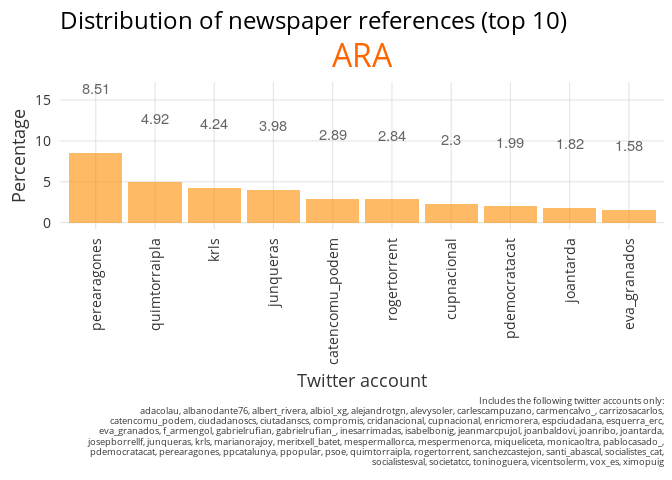 Distribution of newspaper references (top 10)
ARA
Percentage
15
10
5
0
8.51
4.92
4.24
3.98
2.89
2.84
2.3
1.99
1.82
1.58
perearagones
quimtorraipla
krls
junqueras
catencomu_podem
rogertorrent
cupnacional
pdemocratacat
joantarda
eva_granados
Twitter account
Includes the following twitter accounts only:
adacolau, albanodante76, albert_rivera, albiol_xg, alejandrotgn, alevysoler, carlescampuzano, carmencalvo_, carrizosacarlos,
catencomu_podem, ciudadanoscs, ciutadanscs, compromis, cridanacional, cupnacional, enricmorera, espciudadana, esquerra_erc,
eva_granados, f_armengol, gabrielrufian, gabrielrufian_, inesarrimadas, isabelbonig, jeanmarcpujol, joanbaldovi, joanribo, joantarda,
josepborrellf, junqueras, krls, marianorajoy, meritxell_batet, mespermallorca, mespermenorca, miqueliceta, monicaoltra, pablocasado_,
pdemocratacat, perearagones, ppcatalunya, ppopular, psoe, quimtorraipla, rogertorrent, sanchezcastejon, santi_abascal, socialistes_cat,
socialistesval, societatcc, toninoguera, vicentsolerm, vox_es, ximopuig